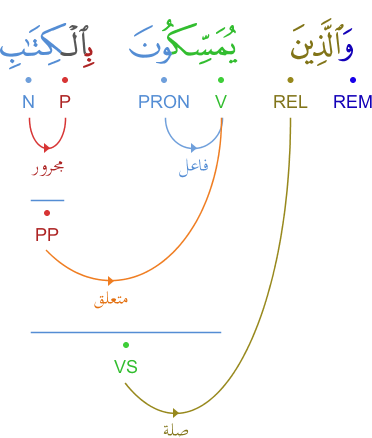 وَٱلَّذِينَ يُمَسِّكُونَ بِٱلْكِتَٰبِ
REM REL V PRON P N
فاعل مجرور
PP
متعلق
VS
صلة